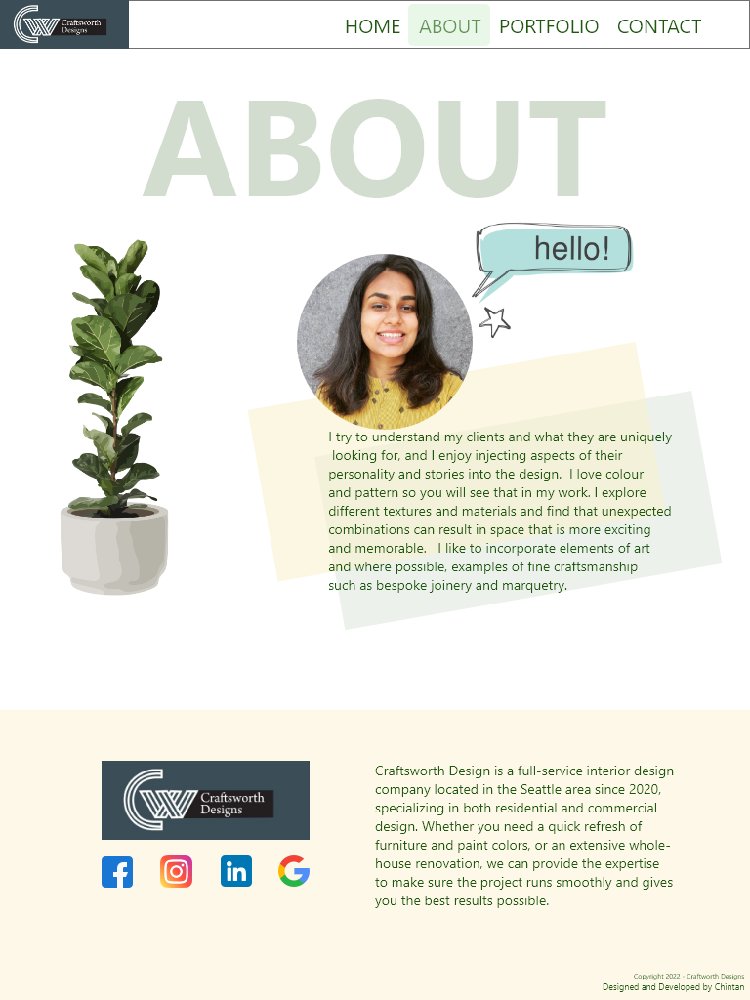 CW Craftsworth
Designs
HOME ABOUT PORTFOLIO CONTACT
ABOUT
hello!
I try to understand my clients and what they are uniquely
looking for, and I enjoy injecting aspects of their
personality and stories into the design. I love colour
and pattern so you will see that in my work. I explore
different textures and materials and find that unexpected
combinations can result in space that is more exciting
and memorable. I like to incorporate elements of art
and where possible, examples of fine craftsmanship
such as bespoke joinery and marquetry.
CW Craftsworth
Designs
f in G
Craftsworth Design is a full-service interior design
company located in the Seattle area since 2020,
specializing in both residential and commercial
design. Whether you need a quick refresh of
furniture and paint colors, or an extensive whole-
house renovation, we can provide the expertise
to make sure the project runs smoothly and gives
you the best results possible.
Copyright 2022 - Craftworth Designs
Designed and Developed by Chintan